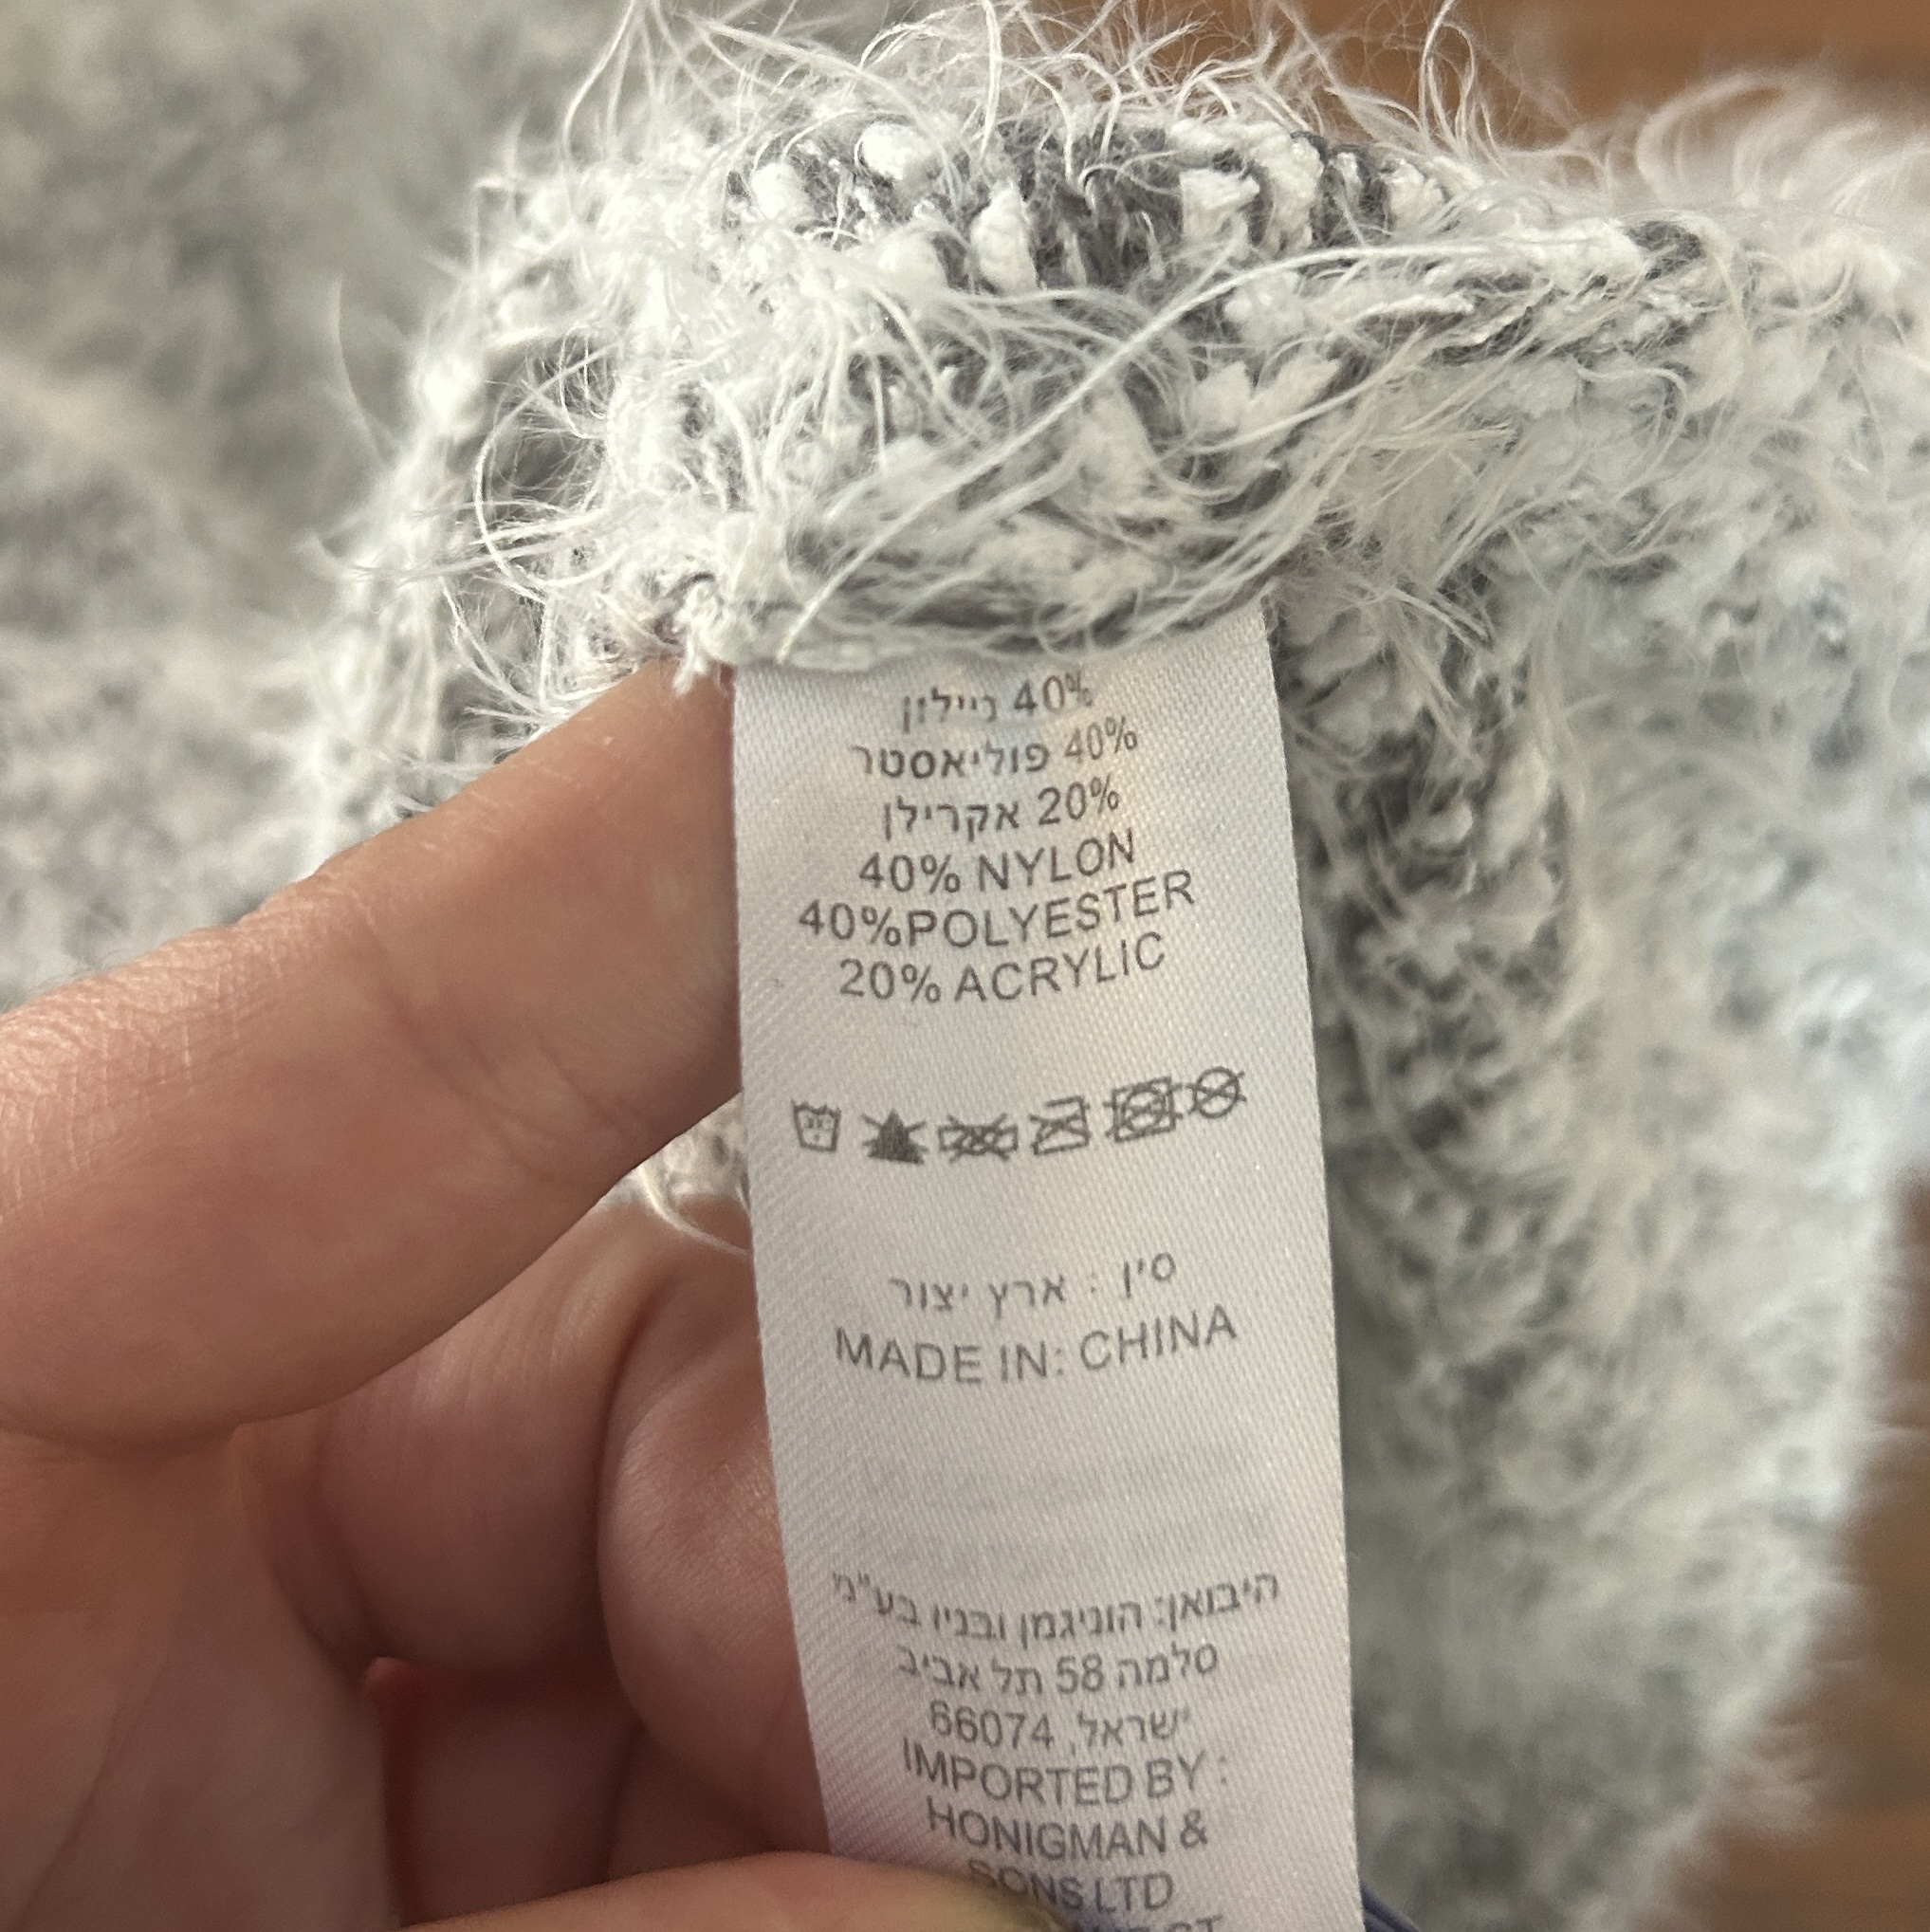 40% ניילון
40% פוליאסטר
20% אקרילן
40% NYLON
40%POLYESTER
20% ACRYLIC
סין : ארץ יצור
MADE IN: CHINA
היבואן: הוניגמן ובניו בע"מ
סלמה 58 תל אביב
ישראל, 66074
IMPORTED BY :
HONIGMAN &
SONS LTD